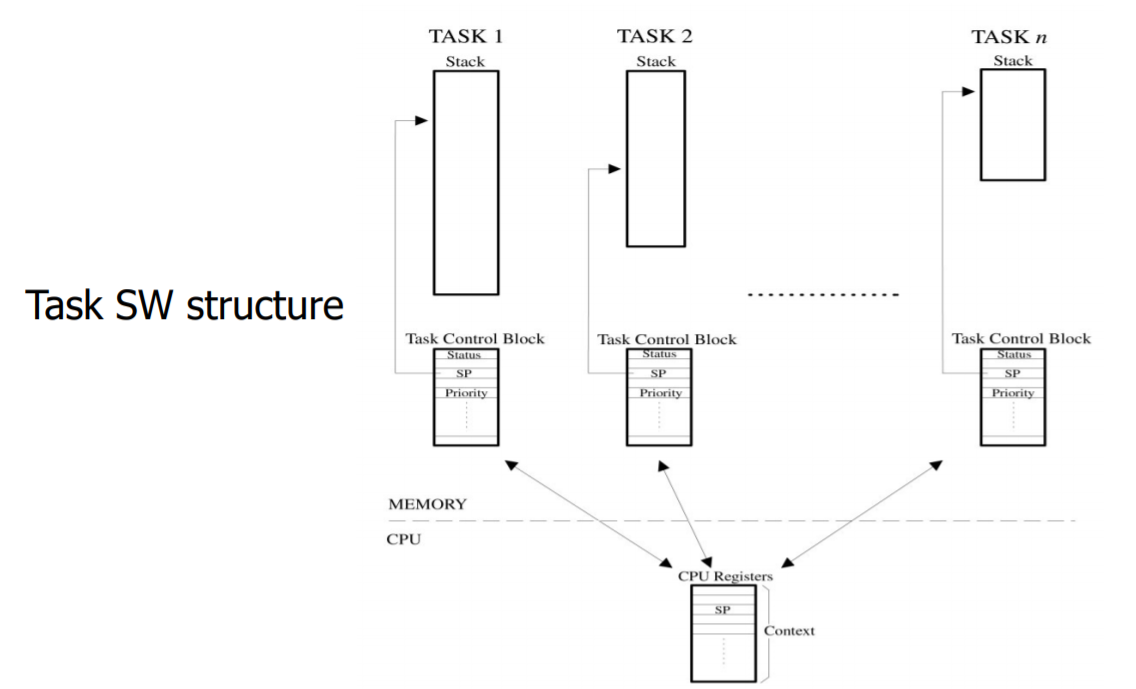 TASK 1 TASK 2 TASK n
Stack Stack Stack
Task SW structure
Task Control Block Task Control Block Task Control Block
Status Status Status
SP SP SP
Priority Priority Priority
MEMORY
CPU
CPU Registers
SP
Context